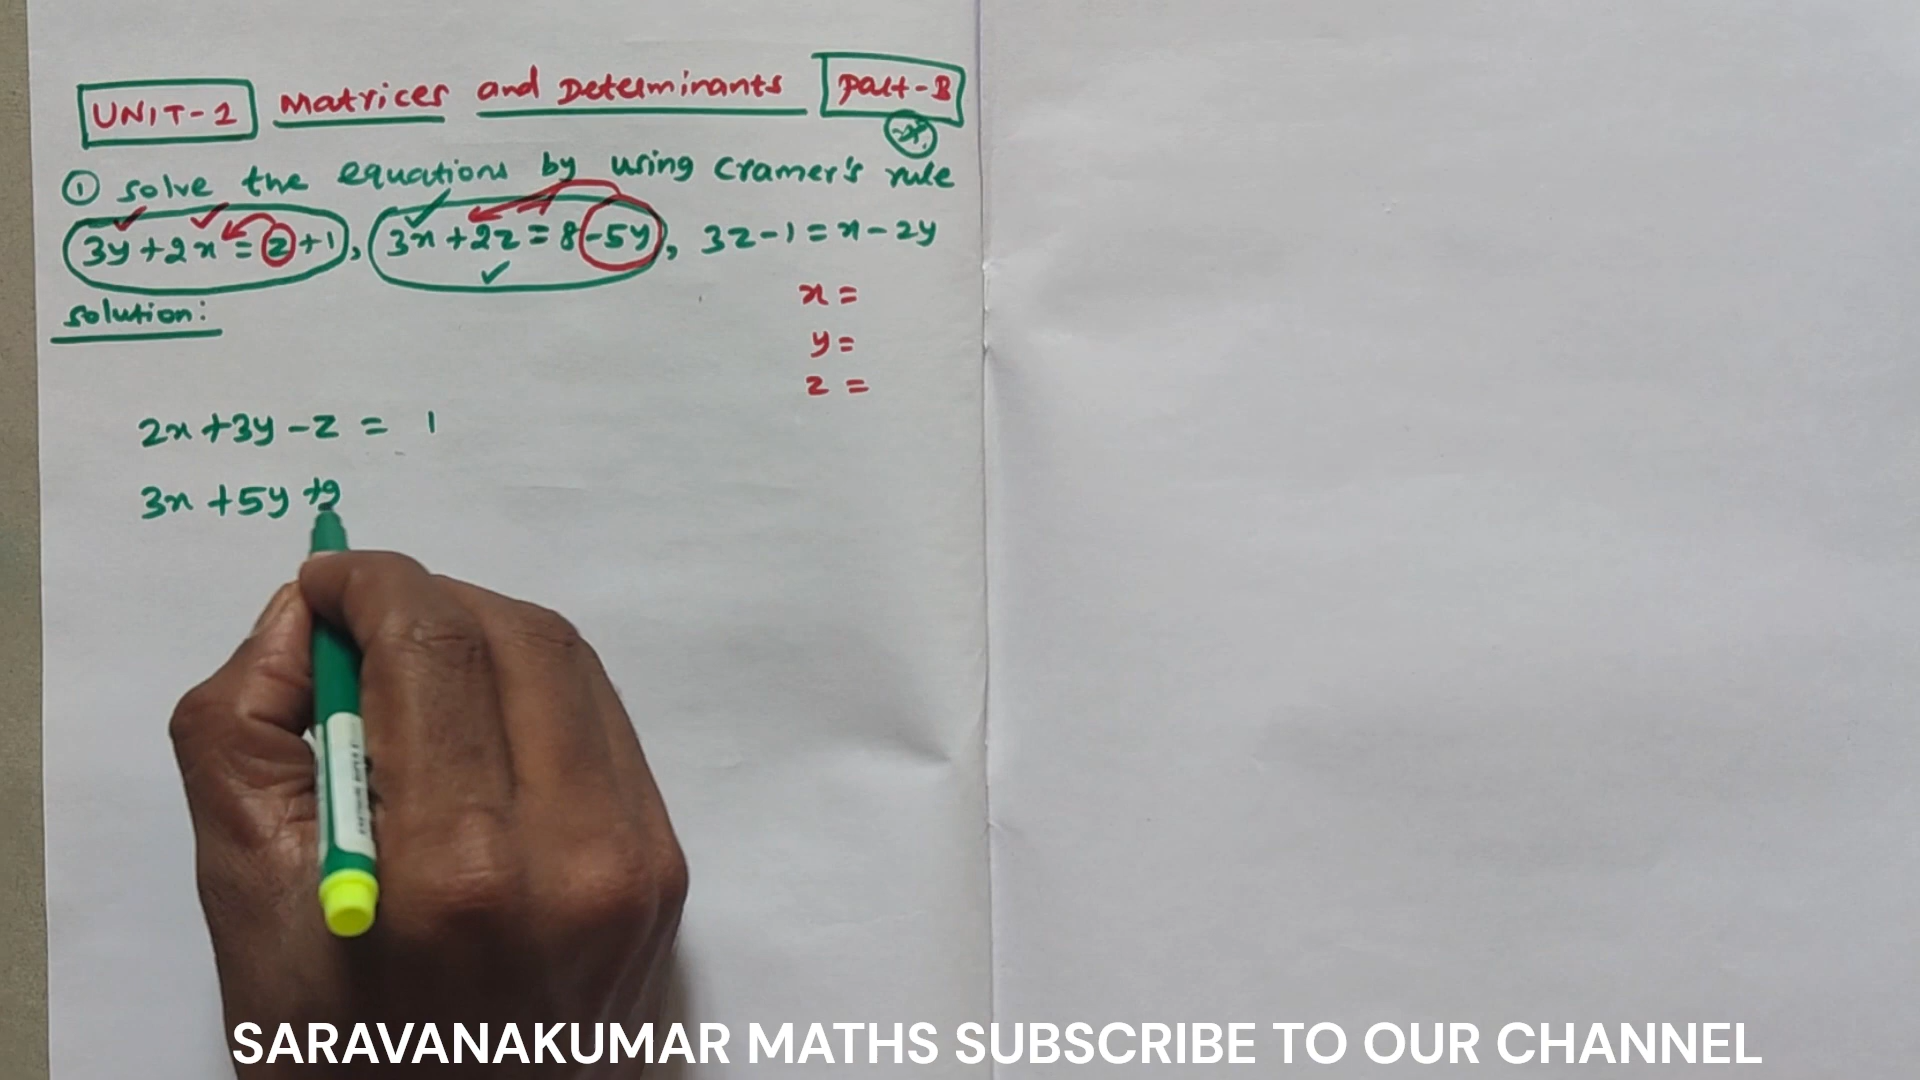 UNIT-1 Matrices and Determinants Part-B
① solve the equations by using Cramer's rule
3y+2x=z+1, 3x+2z=8-5y, 3z-1=x-2y
solution:
x=
y=
z=
2x+3y-z = 1
3x+5y+2
SARAVANAKUMAR MATHS SUBSCRIBE TO OUR CHANNEL